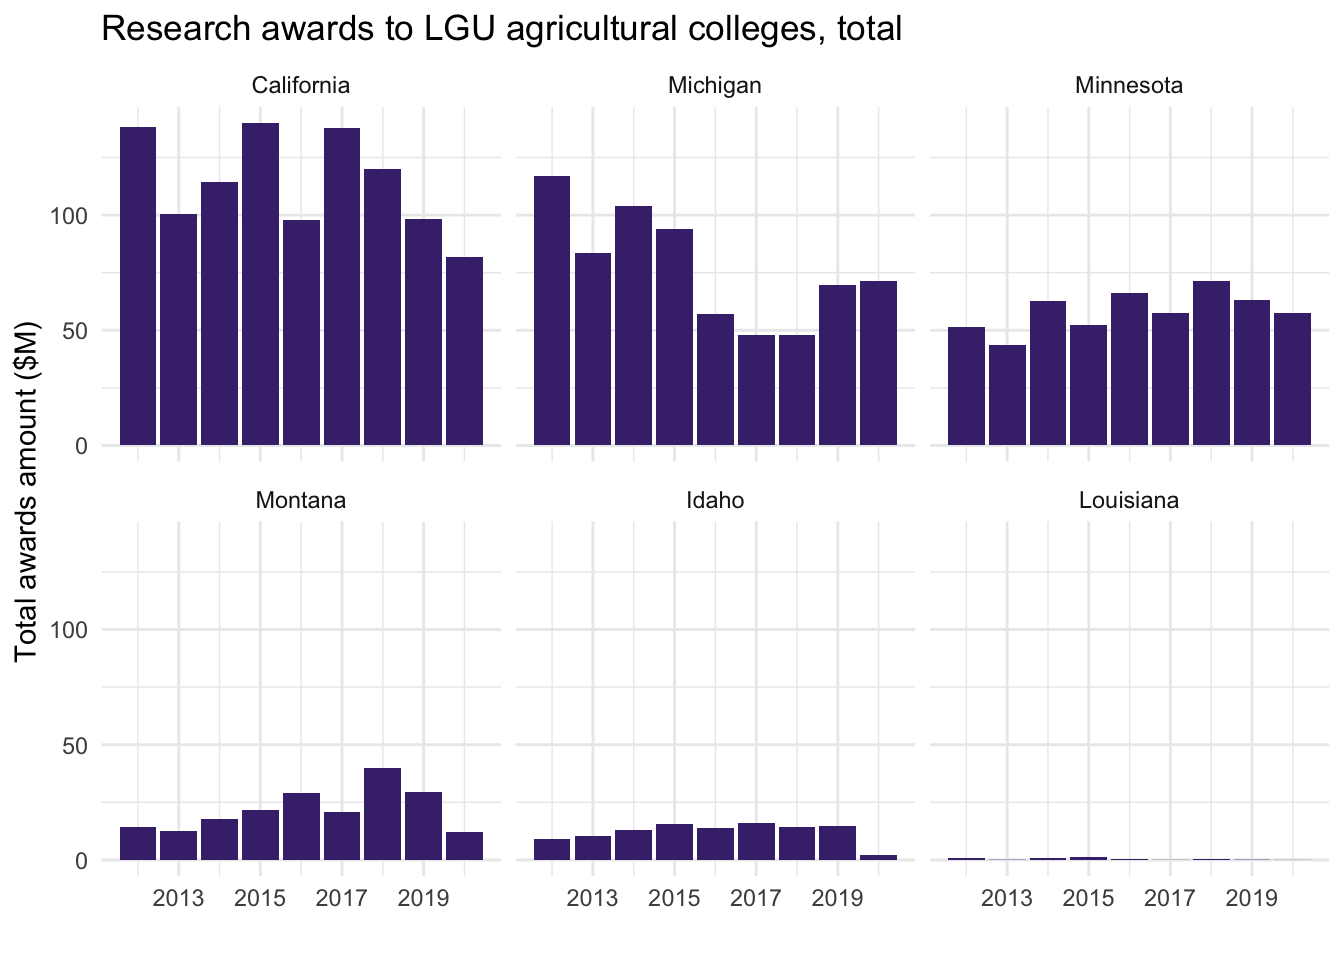 Research awards to LGU agricultural colleges, total
California
Michigan
Minnesota
100
50
0
Total awards amount ($M)
Montana
Idaho
Louisiana
100
50
0
2013 2015 2017 2019
2013 2015 2017 2019
2013 2015 2017 2019